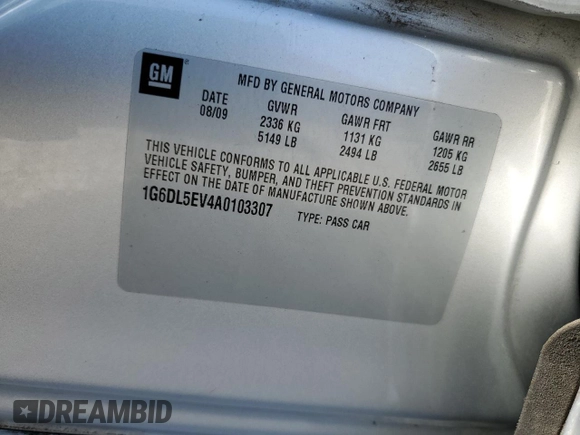 GM
MFD BY GENERAL MOTORS COMPANY
DATE GVWR GAWR FRT GAWR RR
08/09 2336 KG 1131 KG 1205 KG
5149 LB 2494 LB 2655 LB
THIS VEHICLE CONFORMS TO ALL APPLICABLE U.S. FEDERAL MOTOR
VEHICLE SAFETY, BUMPER, AND THEFT PREVENTION STANDARDS IN
EFFECT ON THE DATE OF MANUFACTURE SHOWN ABOVE.
1G6DL5EV4A0103307 TYPE: PASS CAR
DREAMBID